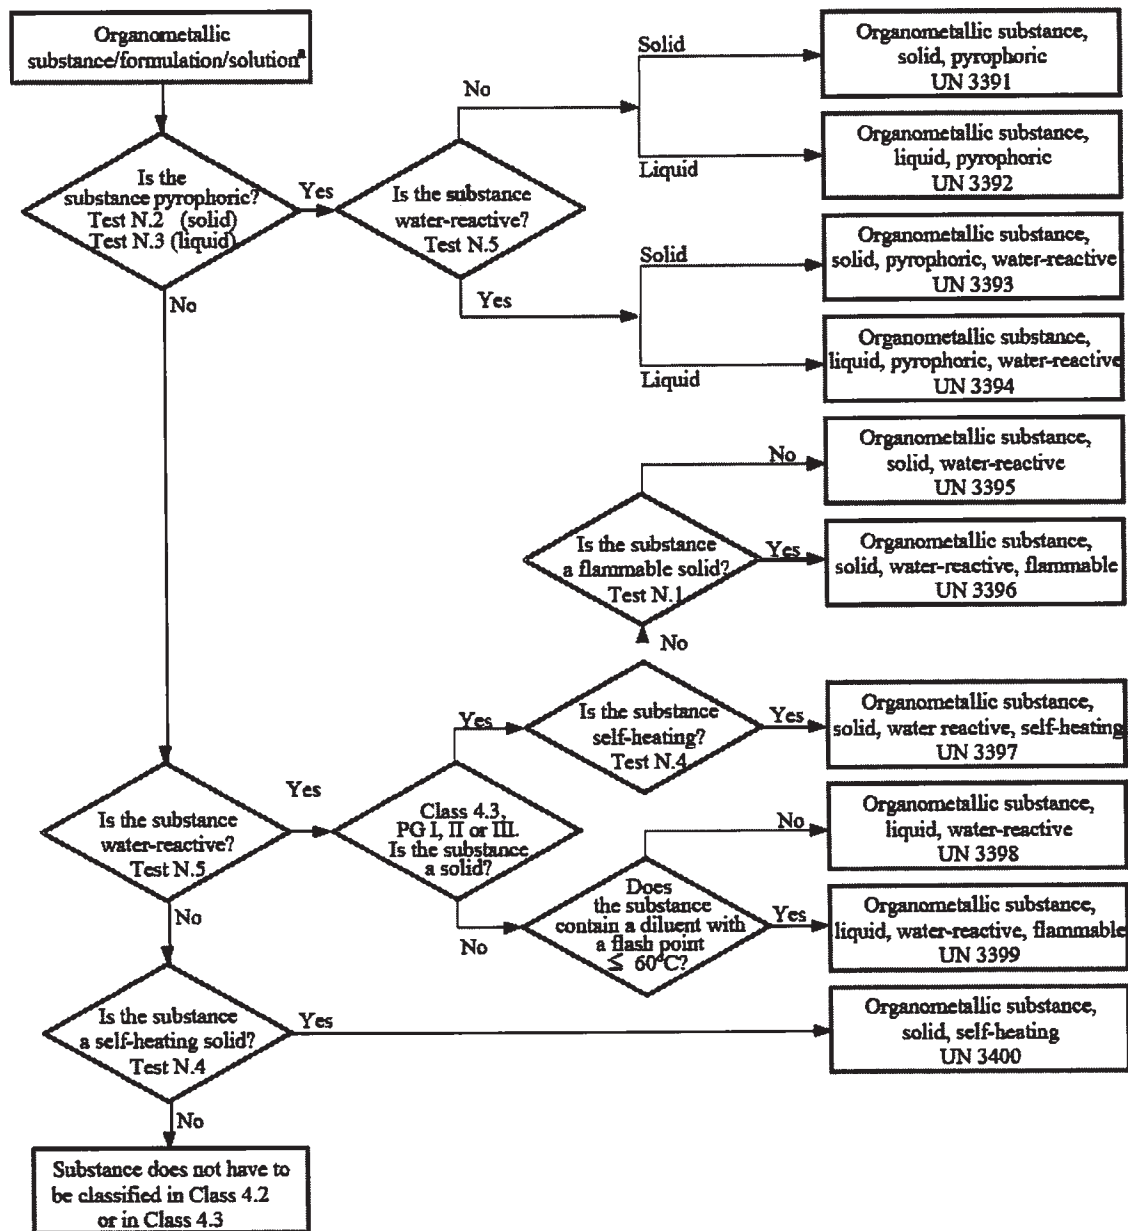 Organometallic
substance/formulation/solutionª
Is the
substance pyrophoric?
Test N.2 (solid)
Test N.3 (liquid)
Yes
No
Is the substance
water-reactive?
Test N.5
No
Yes
Solid
Liquid
Organometallic substance,
solid, pyrophoric
UN 3391
Organometallic substance,
liquid, pyrophoric
UN 3392
Solid
Liquid
Organometallic substance,
solid, pyrophoric, water-reactive
UN 3393
Organometallic substance,
liquid, pyrophoric, water-reactive
UN 3394
No
Organometallic substance,
solid, water-reactive
UN 3395
Is the substance
a flammable solid?
Test N.1
Yes
Organometallic substance,
solid, water-reactive, flammable
UN 3396
No
Is the substance
self-heating?
Test N.4
Yes
Organometallic substance,
solid, water reactive, self-heating
UN 3397
Yes
Is the substance
water-reactive?
Test N.5
Yes
Class 4.3,
PG I, II or III.
Is the substance
a solid?
No
Organometallic substance,
liquid, water-reactive
UN 3398
No
No
Does
the substance
contain a diluent with
a flash point
≤ 60°C?
Yes
Organometallic substance,
liquid, water-reactive, flammable
UN 3399
Is the substance
a self-heating solid?
Test N.4
Yes
Organometallic substance,
solid, self-heating
UN 3400
No
Substance does not have to
be classified in Class 4.2
or in Class 4.3